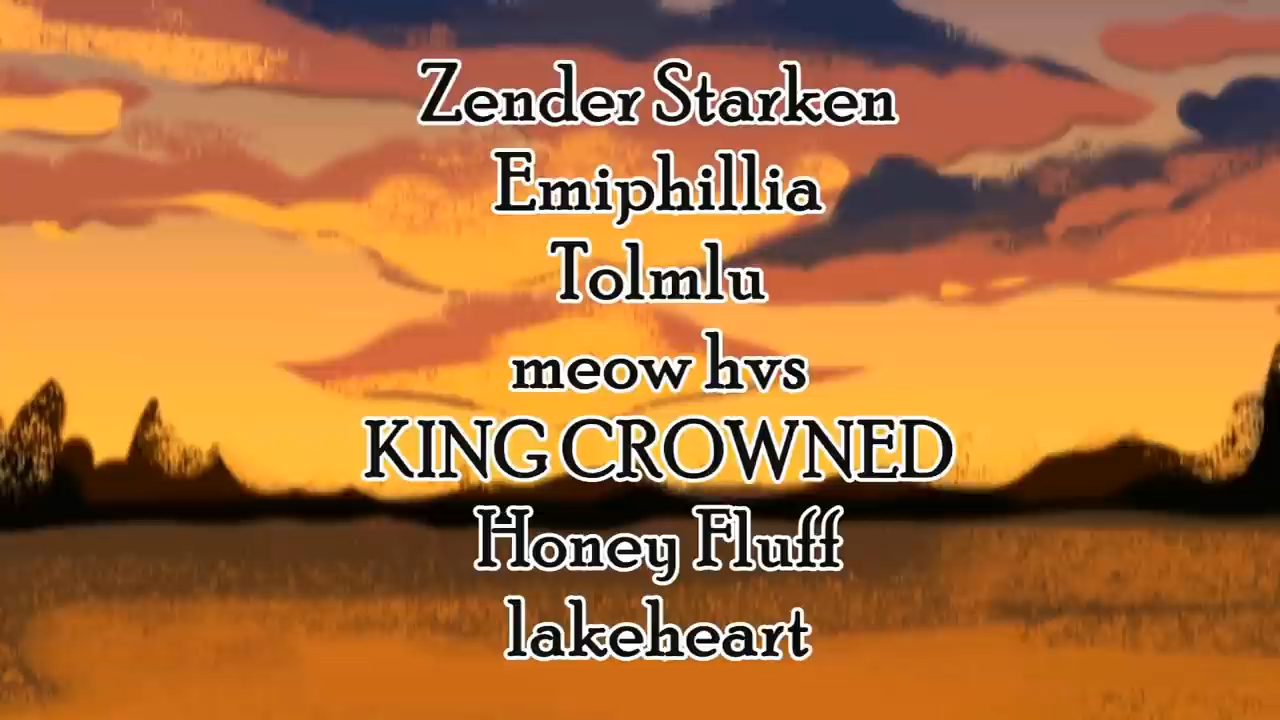 Zender Starken
Emiphillia
Tolmlu
meow hvs
KING CROWNED
Honey Fluff
lakeheart